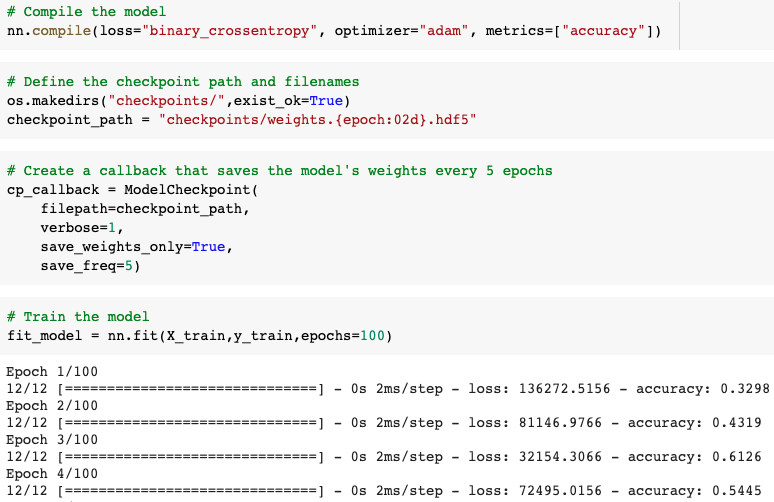 # Compile the model
nn.compile(loss="binary_crossentropy", optimizer="adam", metrics=["accuracy"])
# Define the checkpoint path and filenames
os.makedirs("checkpoints/",exist_ok=True)
checkpoint_path = "checkpoints/weights.{epoch:02d}.hdf5"
# Create a callback that saves the model's weights every 5 epochs
cp_callback = ModelCheckpoint(
    filepath=checkpoint_path,
    verbose=1,
    save_weights_only=True,
    save_freq=5)
# Train the model
fit_model = nn.fit(X_train,y_train,epochs=100)
Epoch 1/100
12/12 [==============================] - 0s 2ms/step - loss: 136272.5156 - accuracy: 0.3298
Epoch 2/100
12/12 [==============================] - 0s 2ms/step - loss: 81146.9766 - accuracy: 0.4319
Epoch 3/100
12/12 [==============================] - 0s 2ms/step - loss: 32154.3066 - accuracy: 0.6126
Epoch 4/100
12/12 [==============================] - 0s 2ms/step - loss: 72495.0156 - accuracy: 0.5445